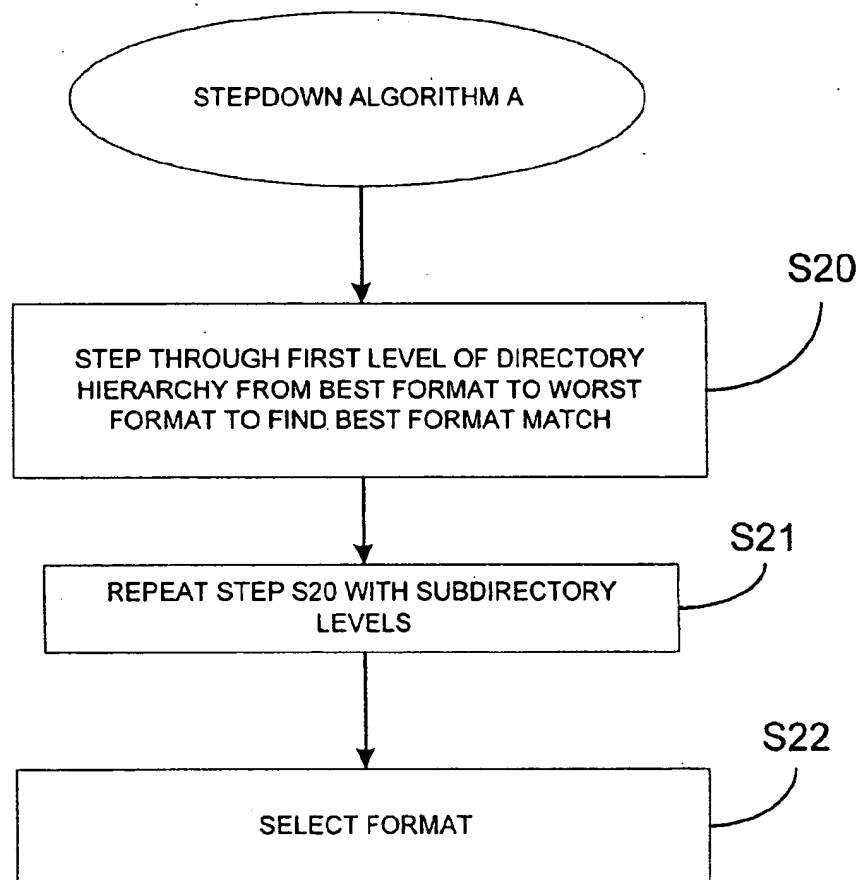 STEPDOWN ALGORITHM A
S20
STEP THROUGH FIRST LEVEL OF DIRECTORY
HIERARCHY FROM BEST FORMAT TO WORST
FORMAT TO FIND BEST FORMAT MATCH
S21
REPEAT STEP S20 WITH SUBDIRECTORY
LEVELS
S22
SELECT FORMAT